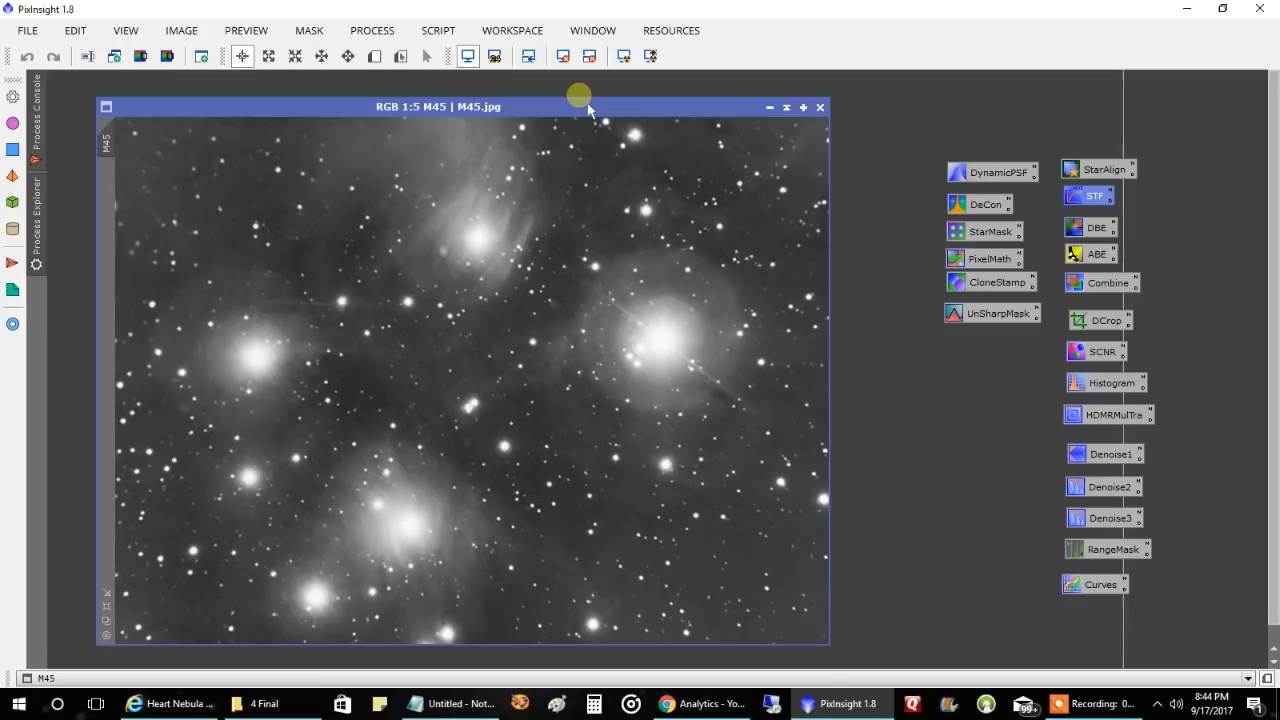 PixInsight 1.8
FILE EDIT VIEW IMAGE PREVIEW MASK PROCESS SCRIPT WORKSPACE WINDOW RESOURCES
Process Console
Process Explorer
RGB 1:5 M45 | M45.jpg
M45
DynamicPSF
DeCon
StarMask
PixelMath
CloneStamp
UnSharpMask
StarAlign
STF
DBE
ABE
Combine
DCrop
SCNR
Histogram
HDMRMulTra
Denoise1
Denoise2
Denoise3
RangeMask
Curves
M45
Heart Nebula ...
4 Final
Untitled - Not...
Analytics - Yo...
PixInsight 1.8
99+
Recording: 0...
8:44 PM
9/17/2017